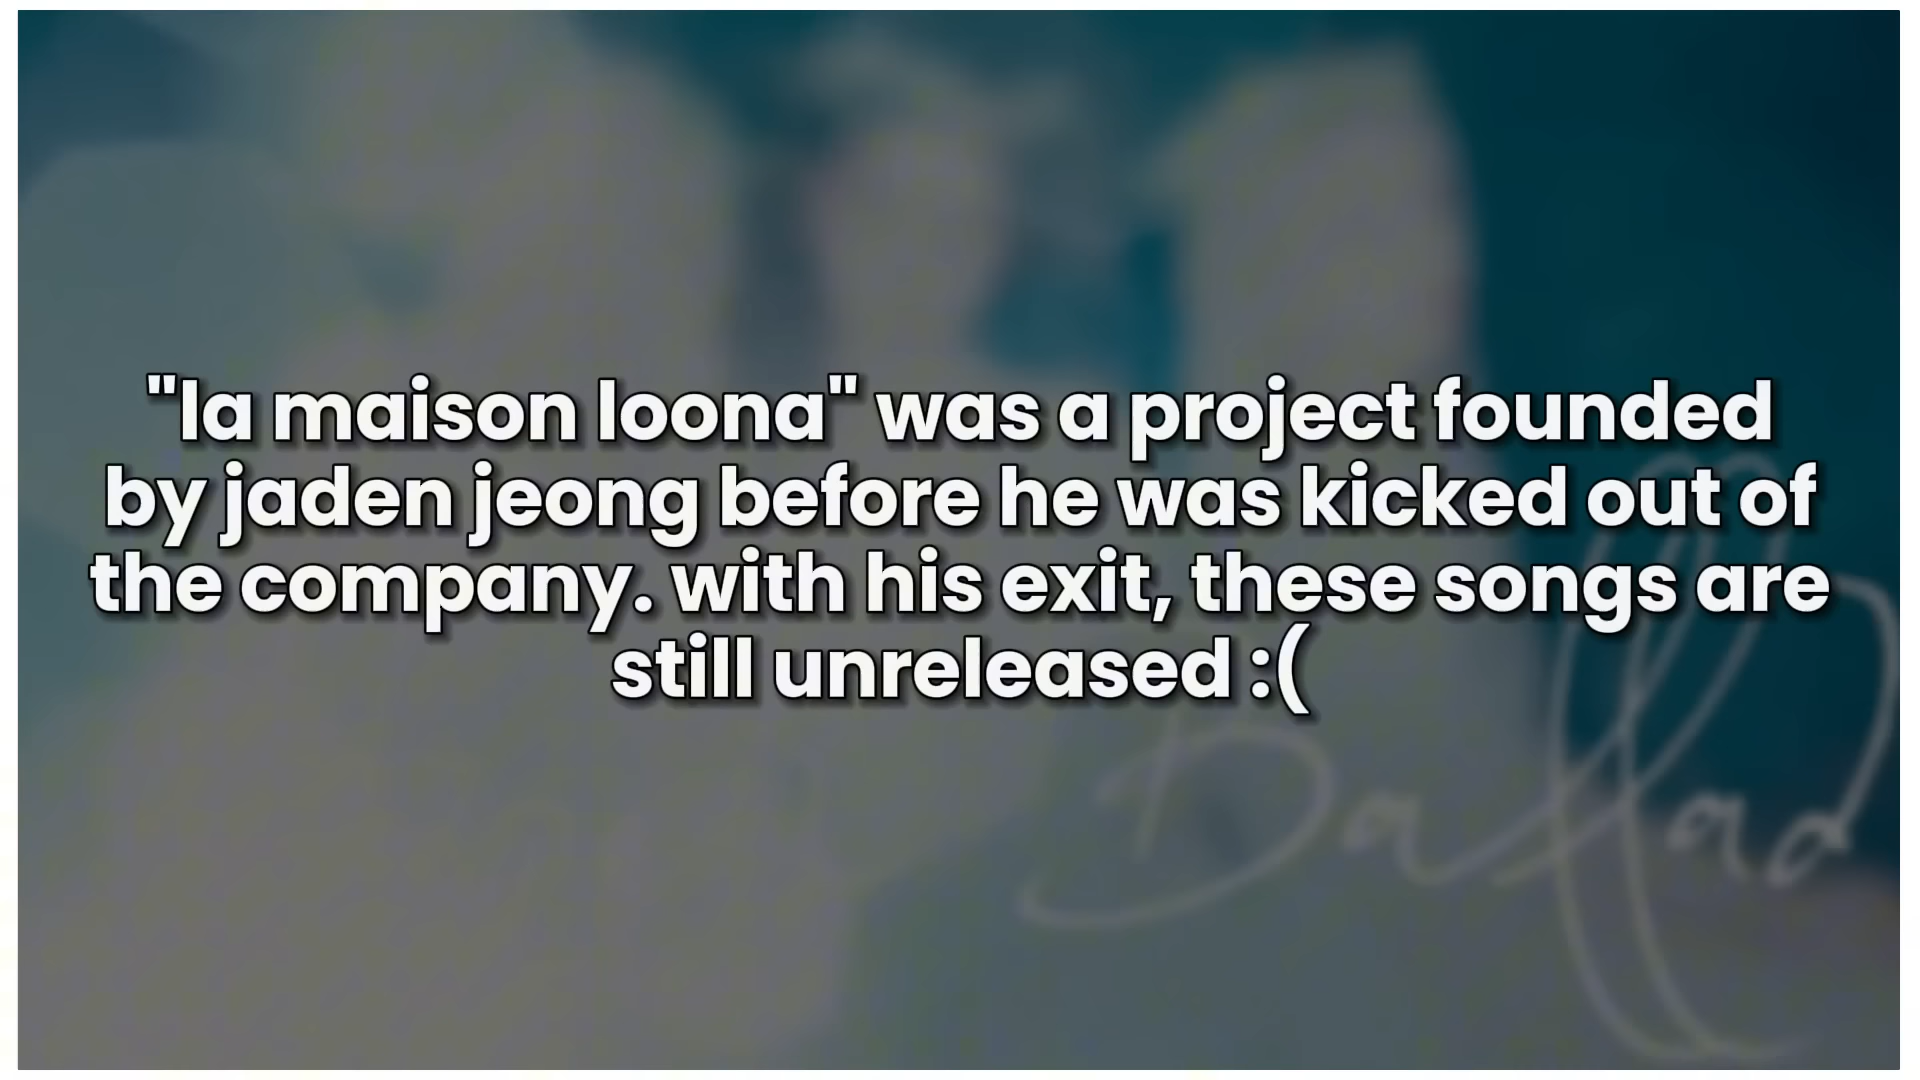 "la maison loona" was a project founded
by jaden jeong before he was kicked out of
the company. with his exit, these songs are
still unreleased :(
Ballad